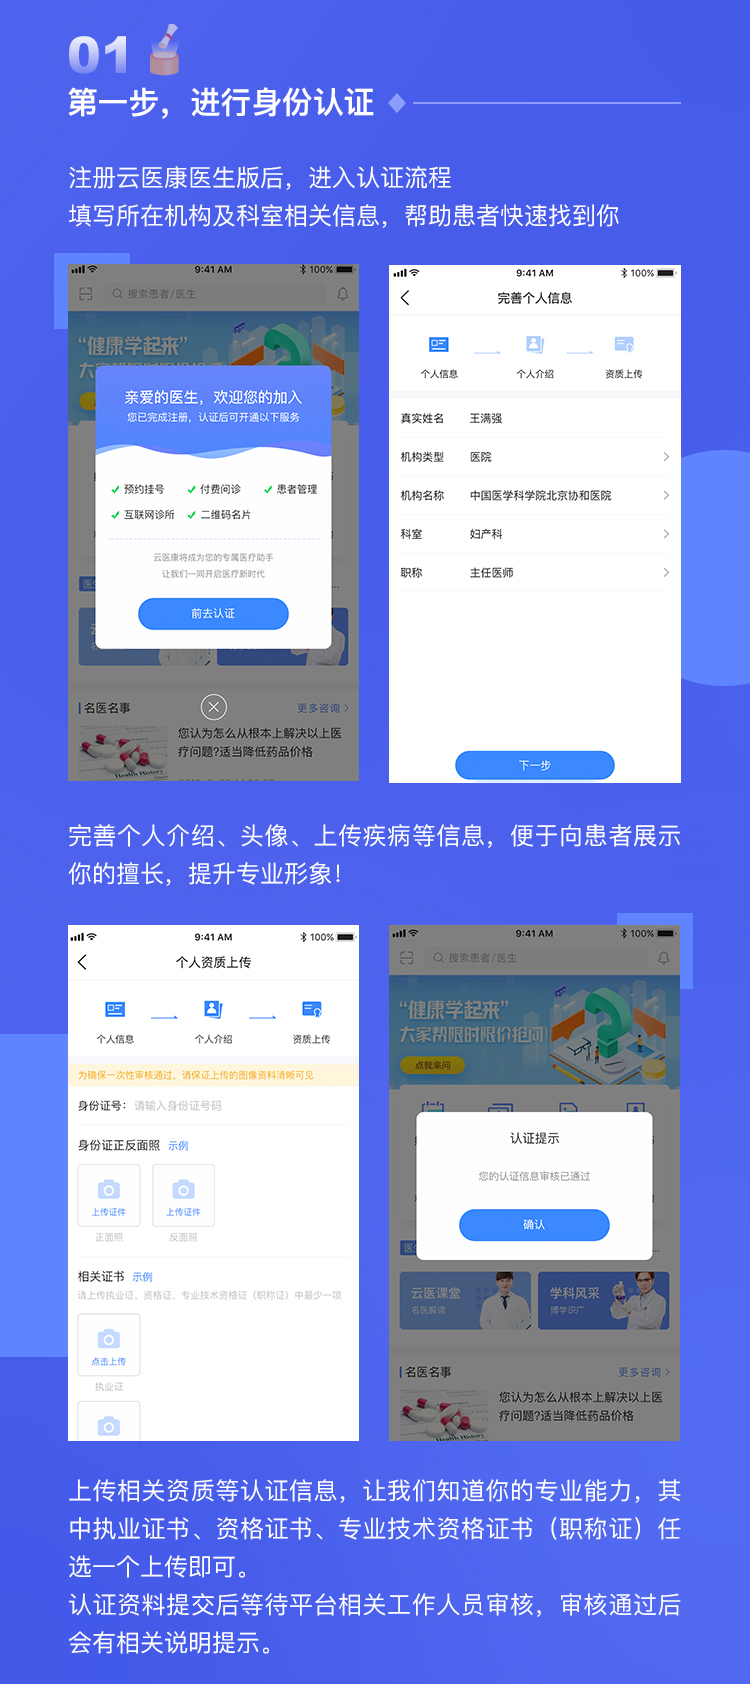 01
第一步，进行身份认证
注册云医康医生版后，进入认证流程
填写所在机构及科室相关信息，帮助患者快速找到你
9:41 AM
100%
搜索患者/医生
“健康学起来”
亲爱的医生，欢迎您的加入
您已完成注册，认证后可开通以下服务
预约挂号 付费问诊 患者管理
互联网诊所 二维码名片
云医康将成为您的专属医疗助手
让我们一同开启医疗新时代
前去认证
名医名事 更多咨询
您认为怎么从根本上解决以上医
疗问题?适当降低药品价格
Health History
9:41 AM
100%
完善个人信息
个人信息 个人介绍 资质上传
真实姓名 王满强
机构类型 医院
机构名称 中国医学科学院北京协和医院
科室 妇产科
职称 主任医师
下一步
完善个人介绍、头像、上传疾病等信息，便于向患者展示
你的擅长，提升专业形象！
9:41 AM
100%
个人资质上传
个人信息 个人介绍 资质上传
为确保一次性审核通过，请保证上传的图像资料清晰可见
身份证号： 请输入身份证号码
身份证正反面照 示例
上传证件 上传证件
正面照 反面照
相关证书 示例
请上传执业证、资格证、专业技术资格证（职称证）中最少一项
点击上传
执业证
9:41 AM
100%
搜索患者/医生
“健康学起来”
大家帮限时限价抢问
点我来问
认证提示
您的认证信息审核已通过
确认
云医课堂 学科风采
名医解读 博学识广
名医名事 更多咨询
您认为怎么从根本上解决以上医
疗问题?适当降低药品价格
Health History
上传相关资质等认证信息，让我们知道你的专业能力，其
中执业证书、资格证书、专业技术资格证书（职称证）任
选一个上传即可。
认证资料提交后等待平台相关工作人员审核，审核通过后
会有相关说明提示。